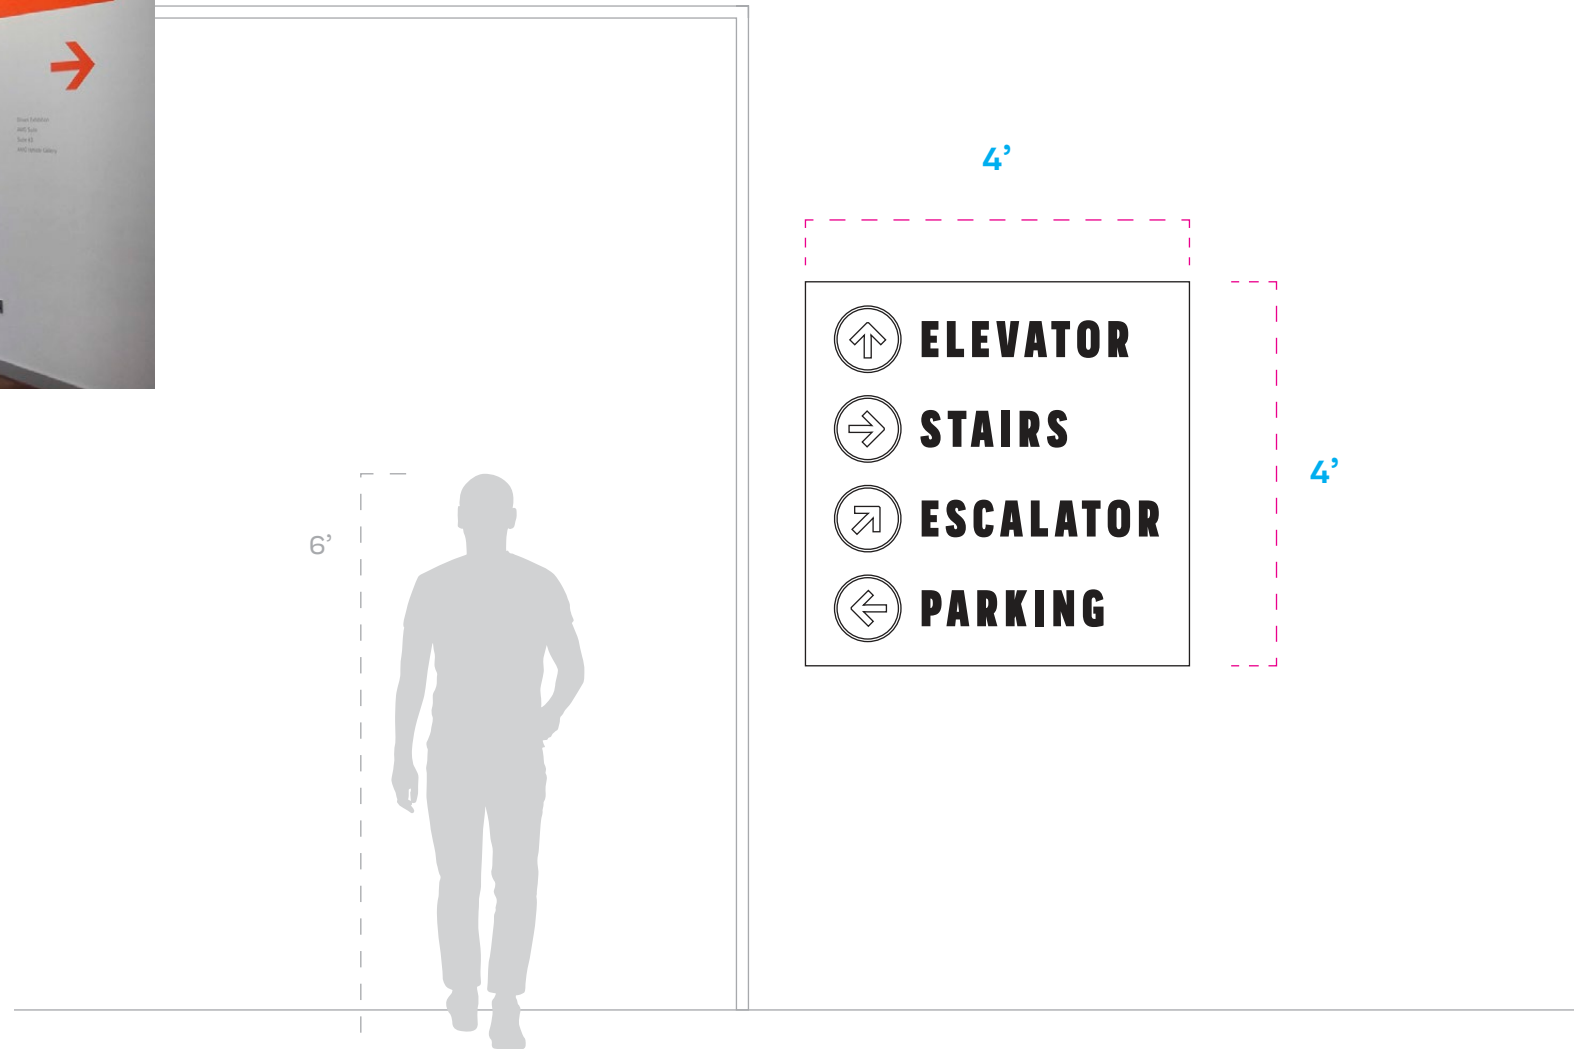 4’
ELEVATOR
STAIRS
ESCALATOR
PARKING
4’
6’